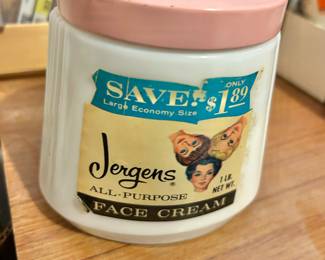 SAVE!
ONLY
$1.89
Large Economy Size
Jergens®
ALL-PURPOSE
1 LB.
NET WT.
FACE CREAM